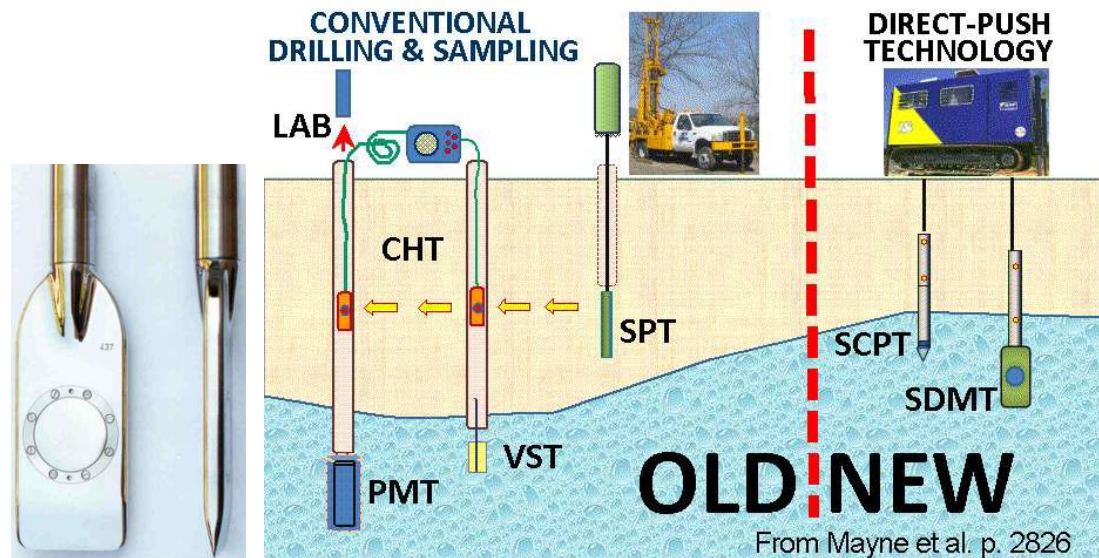 CONVENTIONAL
DRILLING & SAMPLING
DIRECT-PUSH
TECHNOLOGY
LAB
CHT
SPT
SCPT
SDMT
VST
PMT
OLD NEW
From Mayne et al. p. 2826
437